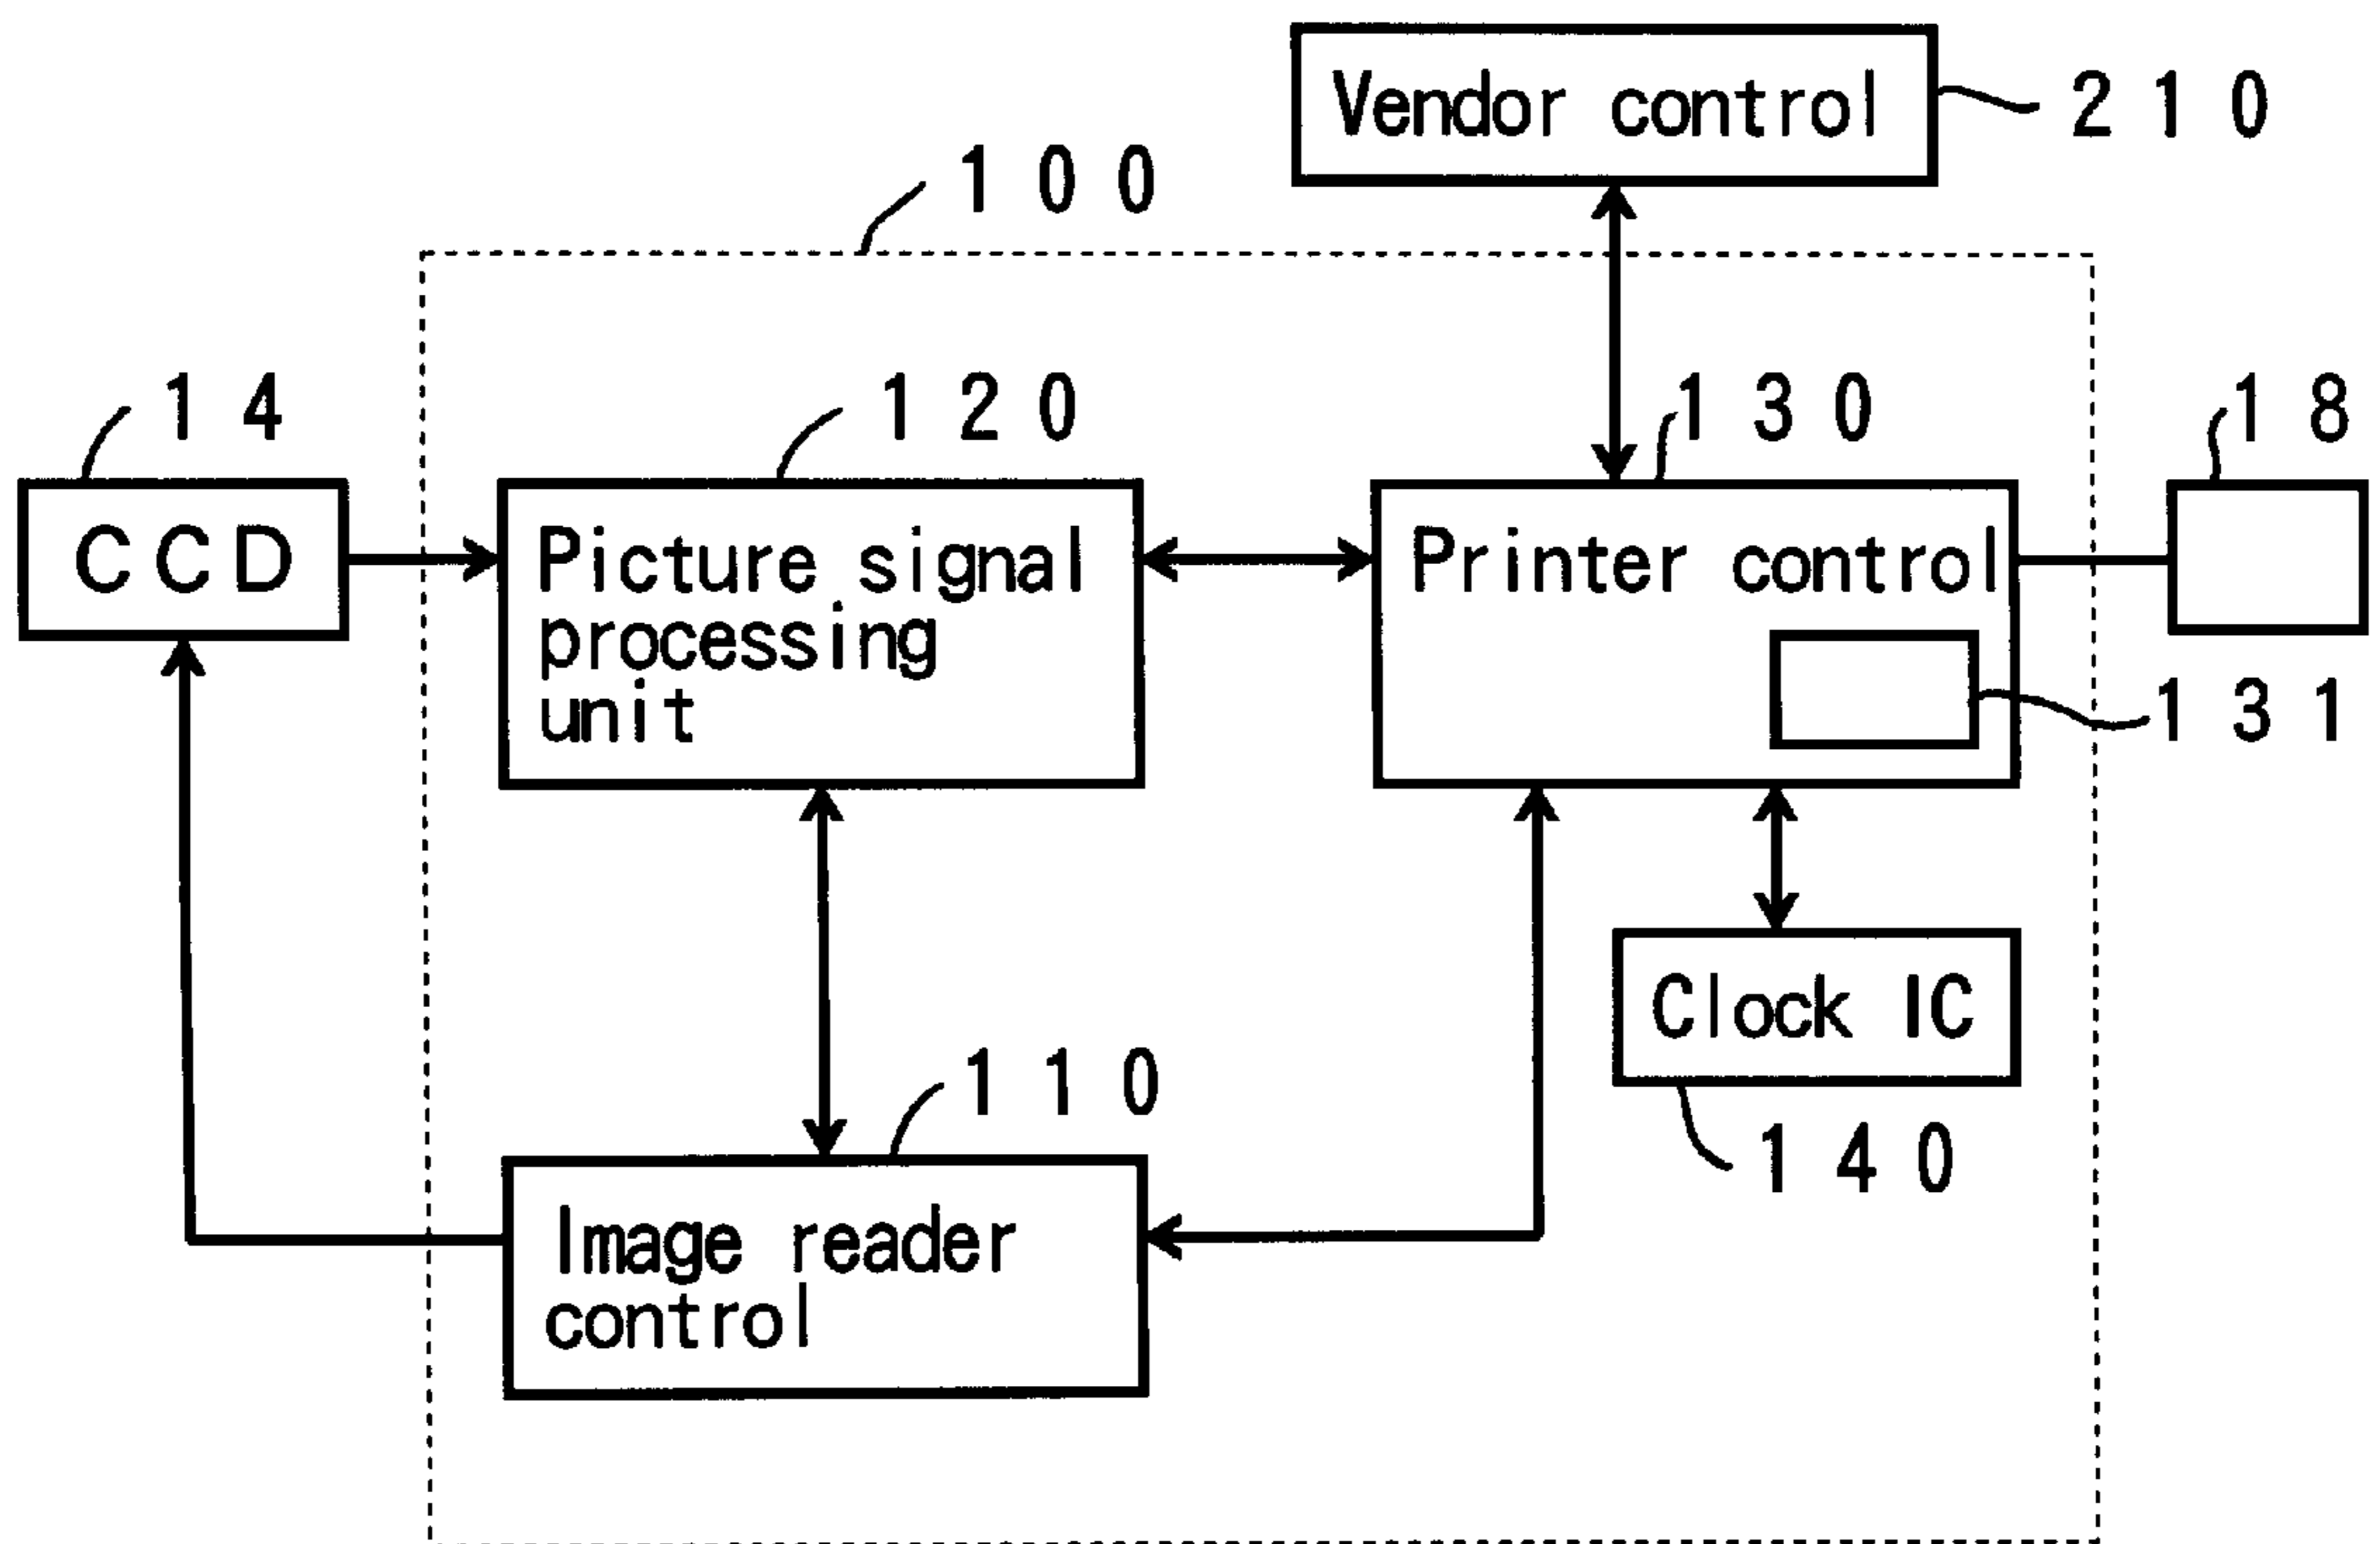 Vendor control
210
100
14
120
130
18
CCD
Picture signal
processing
unit
Printer control
131
Clock IC
140
110
Image reader
control